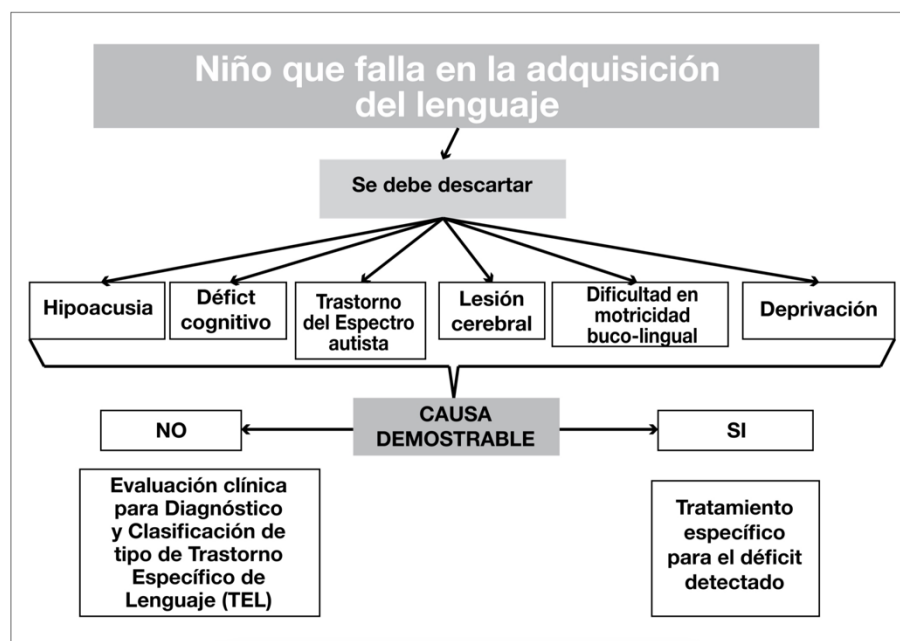 Niño que falla en la adquisición
del lenguaje
Se debe descartar
Hipoacusia
Défict
cognitivo
Trastorno
del Espectro
autista
Lesión
cerebral
Dificultad en
motricidad
buco-lingual
Deprivación
NO
CAUSA
DEMOSTRABLE
SI
Evaluación clínica
para Diagnóstico
y Clasificación de
tipo de Trastorno
Específico de
Lenguaje (TEL)
Tratamiento
específico
para el déficit
detectado